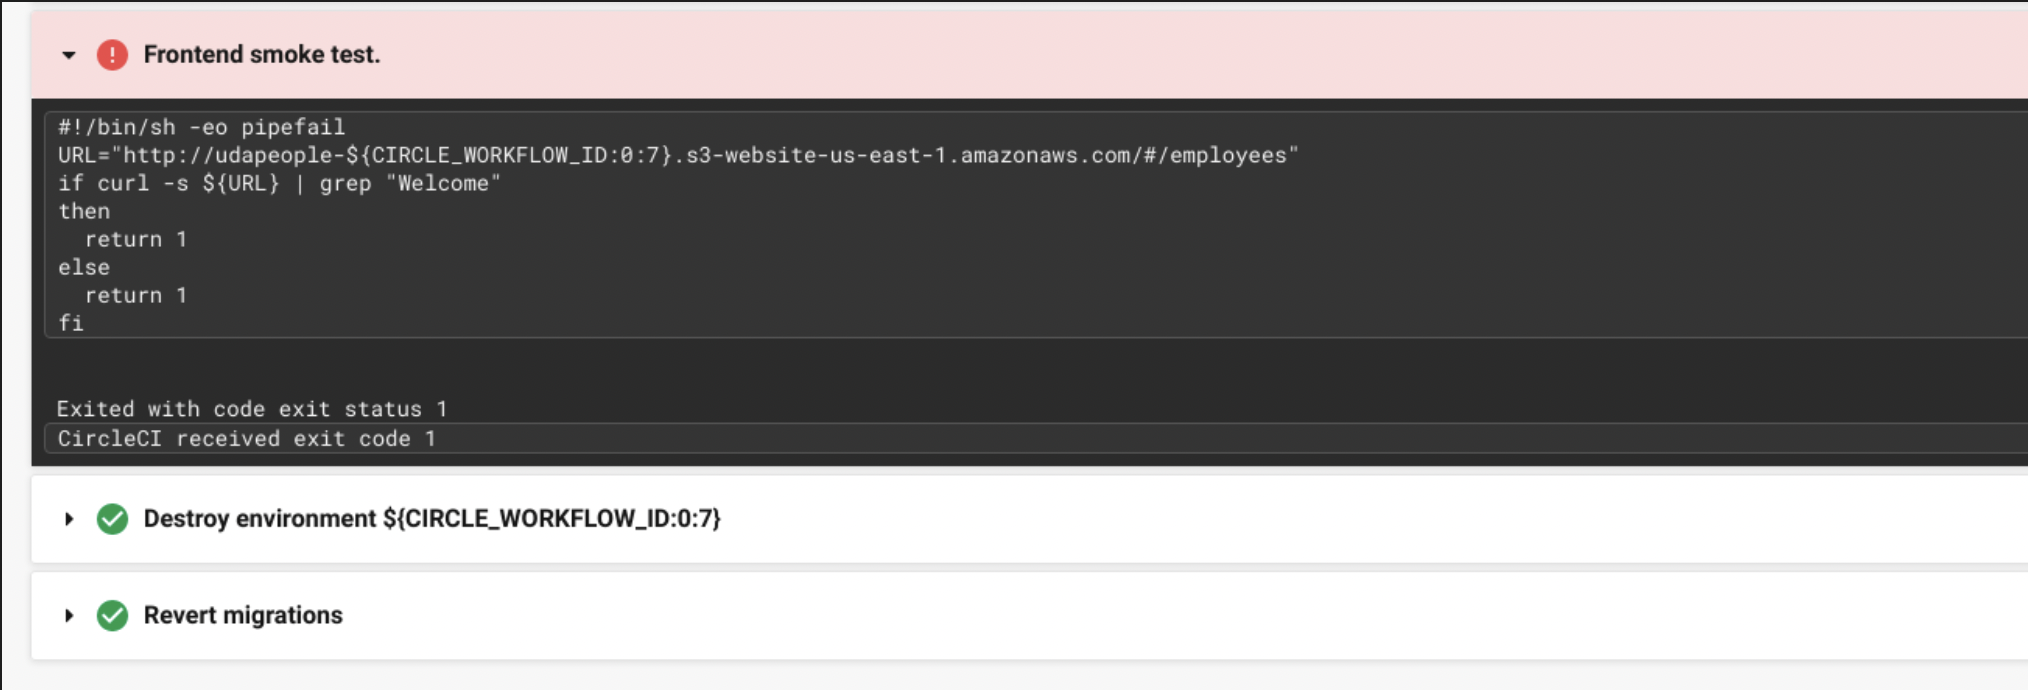 Frontend smoke test.
#!/bin/sh -eo pipefail
URL="http://udapeople-${CIRCLE_WORKFLOW_ID:0:7}.s3-website-us-east-1.amazonaws.com/#/employees"
if curl -s ${URL} | grep "Welcome"
then
  return 1
else
  return 1
fi
Exited with code exit status 1
CircleCI received exit code 1
Destroy environment ${CIRCLE_WORKFLOW_ID:0:7}
Revert migrations